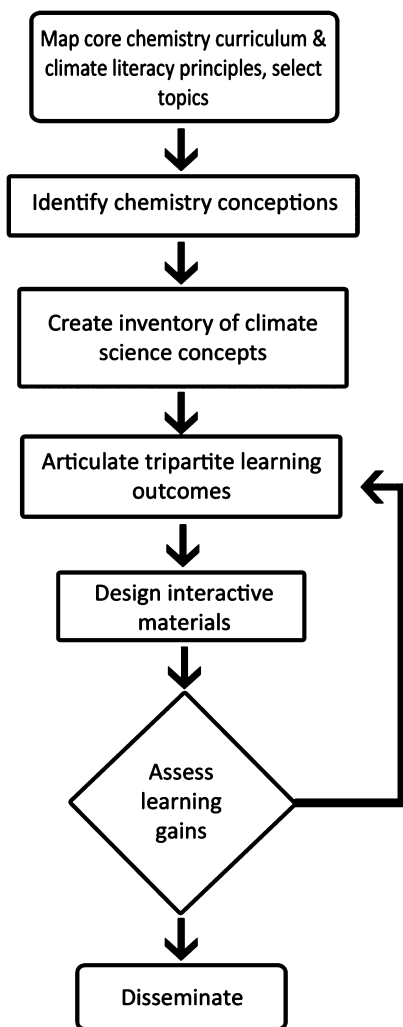 Map core chemistry curriculum &
climate literacy principles, select
topics
Identify chemistry conceptions
Create inventory of climate
science concepts
Articulate tripartite learning
outcomes
Design interactive
materials
Assess
learning
gains
Disseminate